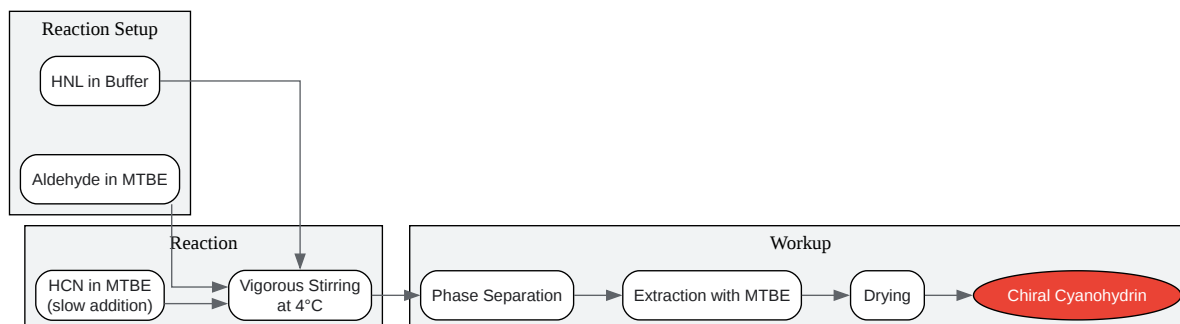 Reaction Setup
HNL in Buffer
Aldehyde in MTBE
Reaction
HCN in MTBE
(slow addition)
Vigorous Stirring
at 4°C
Workup
Phase Separation
Extraction with MTBE
Drying
Chiral Cyanohydrin